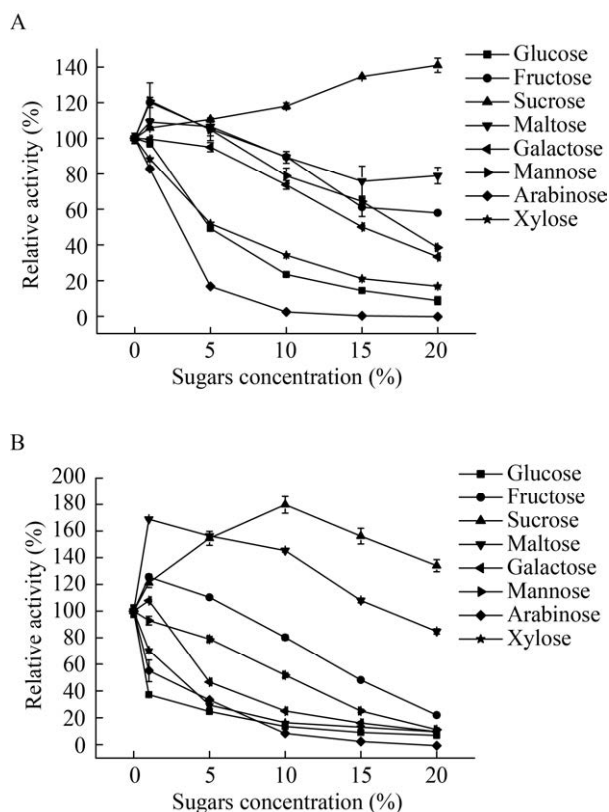 A
140
120
100
80
60
40
20
0
Relative activity (%)
0 5 10 15 20
Sugars concentration (%)
Glucose
Fructose
Sucrose
Maltose
Galactose
Mannose
Arabinose
Xylose
B
200
180
160
140
120
100
80
60
40
20
0
Relative activity (%)
0 5 10 15 20
Sugars concentration (%)
Glucose
Fructose
Sucrose
Maltose
Galactose
Mannose
Arabinose
Xylose